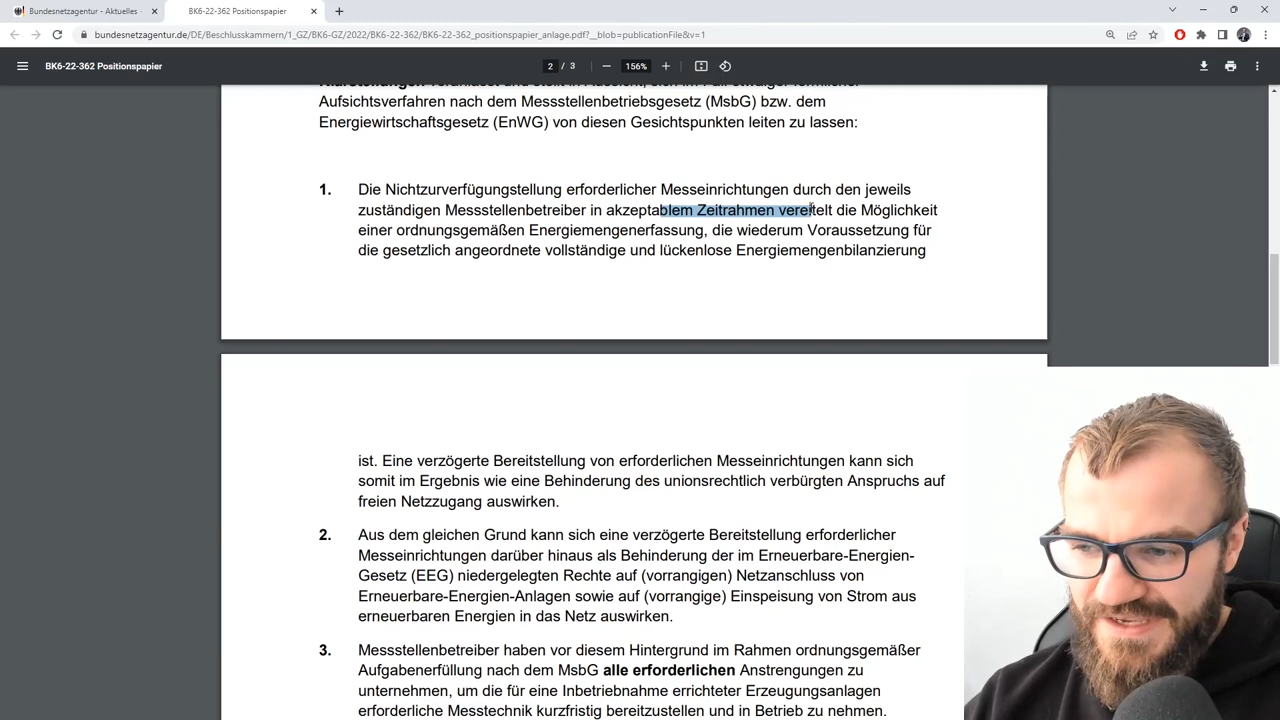 Bundesnetzagentur - Aktuelles -
BK6-22-362 Positionspapier
bundesnetzagentur.de/DE/Beschlusskammern/1_GZ/BK6-GZ/2022/BK6-22-362/BK6-22-362_positionspapier_anlage.pdf?__blob=publicationFile&v=1
BK6-22-362 Positionspapier
2 / 3
156%
Aufsichtsverfahren nach dem Messstellenbetriebsgesetz (MsbG) bzw. dem
Energiewirtschaftsgesetz (EnWG) von diesen Gesichtspunkten leiten zu lassen:
1. Die Nichtzurverfügungstellung erforderlicher Messeinrichtungen durch den jeweils
zuständigen Messstellenbetreiber in akzeptablem Zeitrahmen vereitelt die Möglichkeit
einer ordnungsgemäßen Energiemengenerfassung, die wiederum Voraussetzung für
die gesetzlich angeordnete vollständige und lückenlose Energiemengenbilanzierung
ist. Eine verzögerte Bereitstellung von erforderlichen Messeinrichtungen kann sich
somit im Ergebnis wie eine Behinderung des unionsrechtlich verbürgten Anspruchs auf
freien Netzzugang auswirken.
2. Aus dem gleichen Grund kann sich eine verzögerte Bereitstellung erforderlicher
Messeinrichtungen darüber hinaus als Behinderung der im Erneuerbare-Energien-
Gesetz (EEG) niedergelegten Rechte auf (vorrangigen) Netzanschluss von
Erneuerbare-Energien-Anlagen sowie auf (vorrangige) Einspeisung von Strom aus
erneuerbaren Energien in das Netz auswirken.
3. Messstellenbetreiber haben vor diesem Hintergrund im Rahmen ordnungsgemäßer
Aufgabenerfüllung nach dem MsbG alle erforderlichen Anstrengungen zu
unternehmen, um die für eine Inbetriebnahme errichteter Erzeugungsanlagen
erforderliche Messtechnik kurzfristig bereitzustellen und in Betrieb zu nehmen.